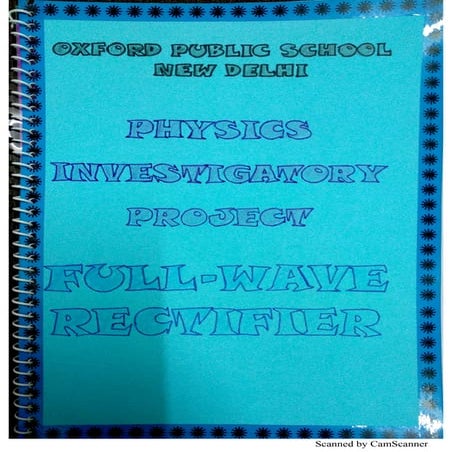 OXFORD PUBLIC SCHOOL
NEW DELHI
PHYSICS
INVESTIGATORY
PROJECT
FULL-WAVE
RECTIFIER
Scanned by CamScanner